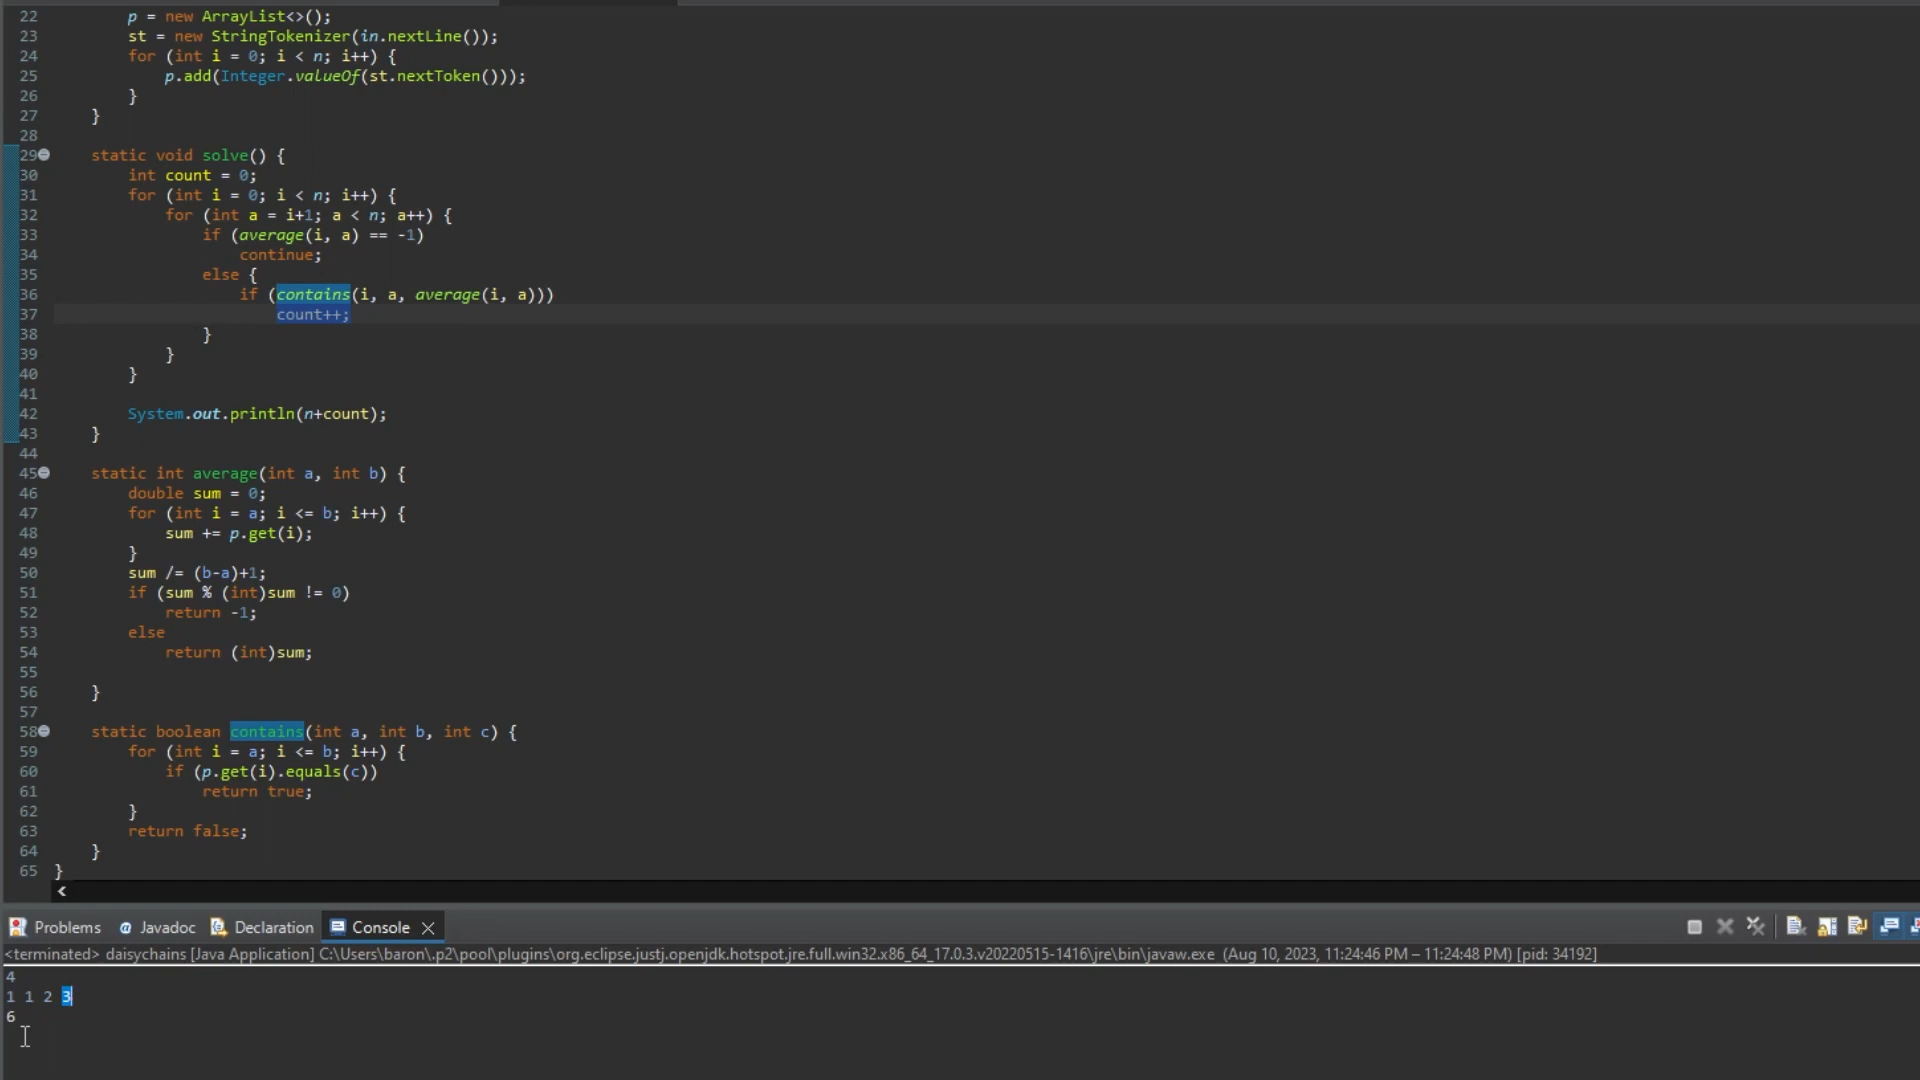 22 p = new ArrayList<>();
23 st = new StringTokenizer(in.nextLine());
24 for (int i = 0; i < n; i++) {
25 p.add(Integer.valueOf(st.nextToken()));
26 }
27 }
28
29 static void solve() {
30 int count = 0;
31 for (int i = 0; i < n; i++) {
32 for (int a = i+1; a < n; a++) {
33 if (average(i, a) == -1)
34 continue;
35 else {
36 if (contains(i, a, average(i, a)))
37 count++;
38 }
39 }
40 }
41
42 System.out.println(n+count);
43 }
44
45 static int average(int a, int b) {
46 double sum = 0;
47 for (int i = a; i <= b; i++) {
48 sum += p.get(i);
49 }
50 sum /= (b-a)+1;
51 if (sum % (int)sum != 0)
52 return -1;
53 else
54 return (int)sum;
55
56 }
57
58 static boolean contains(int a, int b, int c) {
59 for (int i = a; i <= b; i++) {
60 if (p.get(i).equals(c))
61 return true;
62 }
63 return false;
64 }
65 }
Problems Javadoc Declaration Console
<terminated> daisychains [Java Application] C:\Users\baron\.p2\pool\plugins\org.eclipse.justj.openjdk.hotspot.jre.full.win32.x86_64_17.0.3.v20220515-1416\jre\bin\javaw.exe (Aug 10, 2023, 11:24:46 PM – 11:24:48 PM) [pid: 34192]
4
1 1 2 3
6